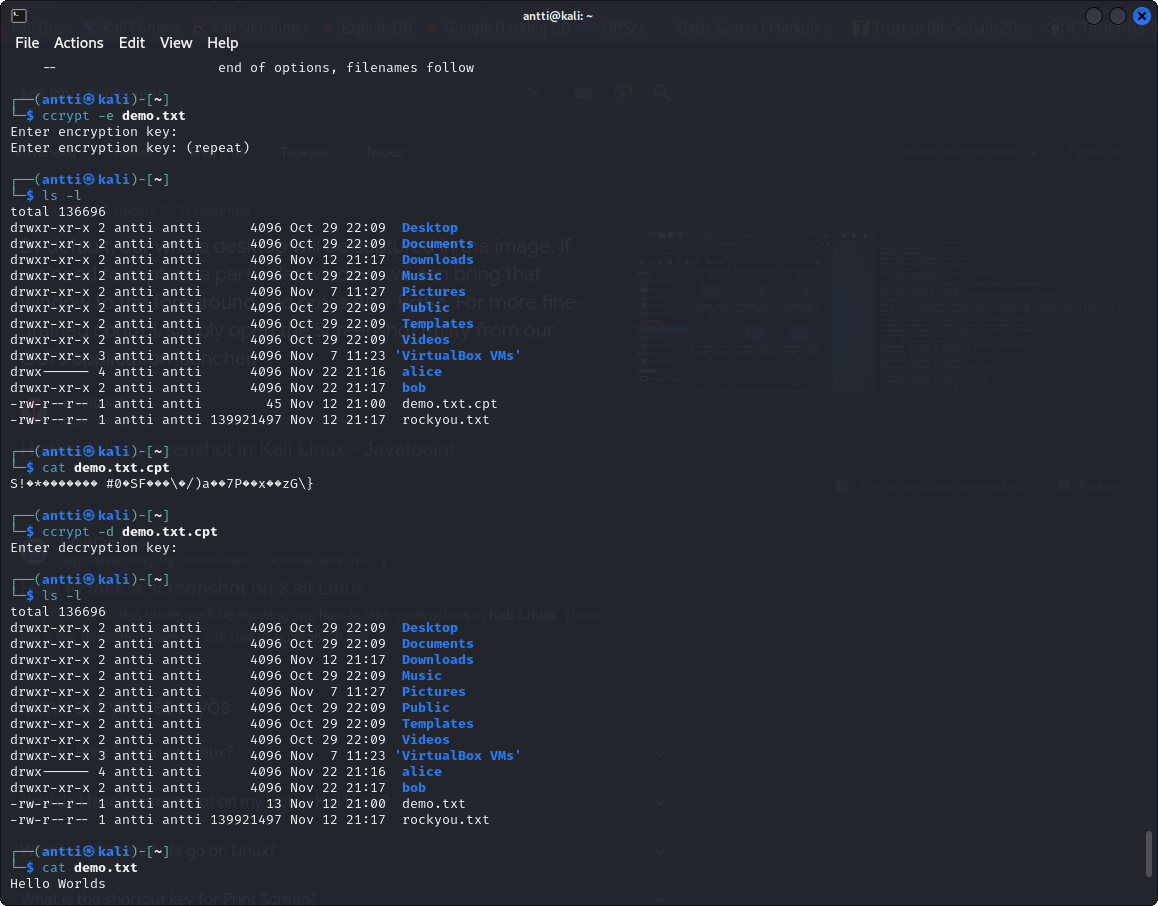 antti@kali: ~
File Actions Edit View Help
-- end of options, filenames follow
┌──(antti㉿kali)-[~]
└─$ ccrypt -e demo.txt
Enter encryption key:
Enter encryption key: (repeat)
┌──(antti㉿kali)-[~]
└─$ ls -l
total 136696
drwxr-xr-x 2 antti antti 4096 Oct 29 22:09 Desktop
drwxr-xr-x 2 antti antti 4096 Oct 29 22:09 Documents
drwxr-xr-x 2 antti antti 4096 Nov 12 21:17 Downloads
drwxr-xr-x 2 antti antti 4096 Oct 29 22:09 Music
drwxr-xr-x 2 antti antti 4096 Nov 7 11:27 Pictures
drwxr-xr-x 2 antti antti 4096 Oct 29 22:09 Public
drwxr-xr-x 2 antti antti 4096 Oct 29 22:09 Templates
drwxr-xr-x 2 antti antti 4096 Oct 29 22:09 Videos
drwxr-xr-x 3 antti antti 4096 Nov 7 11:23 'VirtualBox VMs'
drwx------ 4 antti antti 4096 Nov 22 21:16 alice
drwxr-xr-x 2 antti antti 4096 Nov 22 21:17 bob
-rw-r--r-- 1 antti antti 45 Nov 12 21:00 demo.txt.cpt
-rw-r--r-- 1 antti antti 139921497 Nov 12 21:17 rockyou.txt
┌──(antti㉿kali)-[~]
└─$ cat demo.txt.cpt
S!�*������� #0�SF���\�/)a��7P��x��zG\}
┌──(antti㉿kali)-[~]
└─$ ccrypt -d demo.txt.cpt
Enter decryption key:
┌──(antti㉿kali)-[~]
└─$ ls -l
total 136696
drwxr-xr-x 2 antti antti 4096 Oct 29 22:09 Desktop
drwxr-xr-x 2 antti antti 4096 Oct 29 22:09 Documents
drwxr-xr-x 2 antti antti 4096 Nov 12 21:17 Downloads
drwxr-xr-x 2 antti antti 4096 Oct 29 22:09 Music
drwxr-xr-x 2 antti antti 4096 Nov 7 11:27 Pictures
drwxr-xr-x 2 antti antti 4096 Oct 29 22:09 Public
drwxr-xr-x 2 antti antti 4096 Oct 29 22:09 Templates
drwxr-xr-x 2 antti antti 4096 Oct 29 22:09 Videos
drwxr-xr-x 3 antti antti 4096 Nov 7 11:23 'VirtualBox VMs'
drwx------ 4 antti antti 4096 Nov 22 21:16 alice
drwxr-xr-x 2 antti antti 4096 Nov 22 21:17 bob
-rw-r--r-- 1 antti antti 13 Nov 12 21:00 demo.txt
-rw-r--r-- 1 antti antti 139921497 Nov 12 21:17 rockyou.txt
┌──(antti㉿kali)-[~]
└─$ cat demo.txt
Hello Worlds